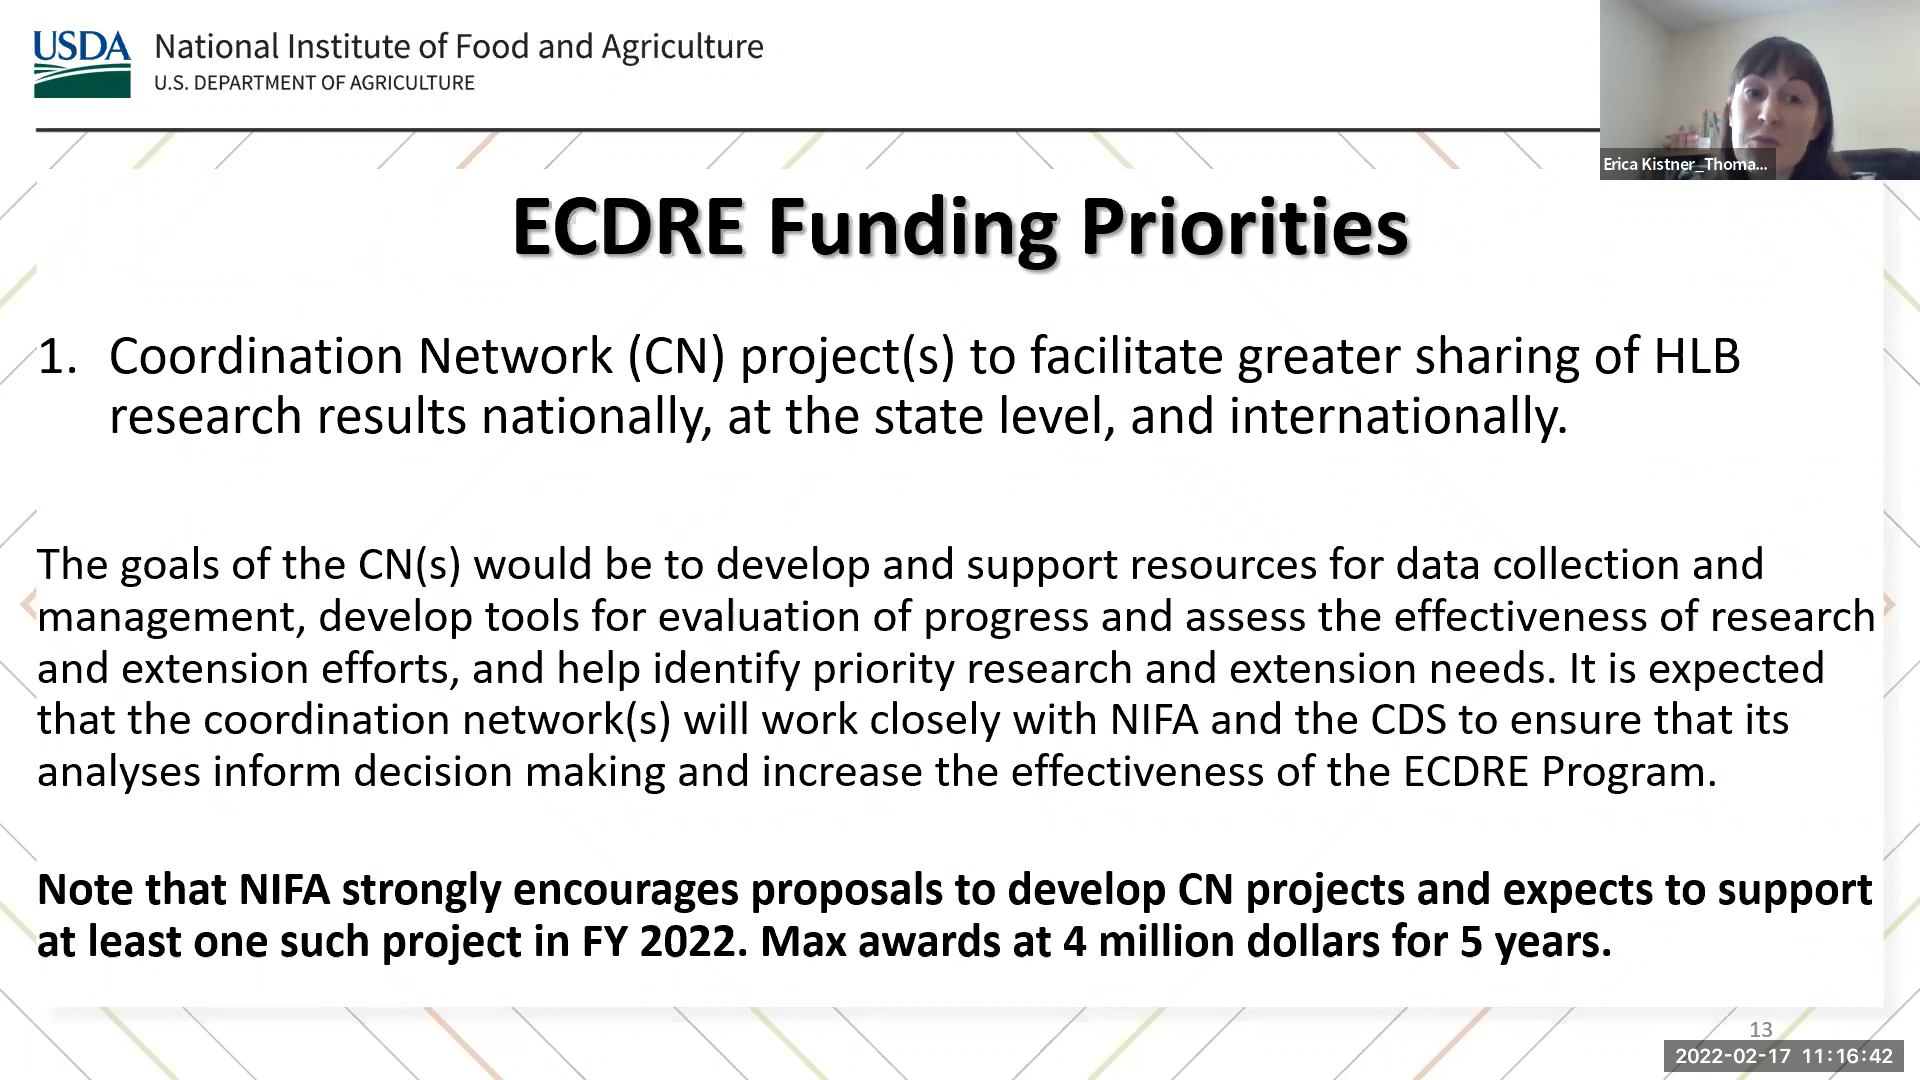 USDA
National Institute of Food and Agriculture
U.S. DEPARTMENT OF AGRICULTURE
Erica Kistner_Thoma...
ECDRE Funding Priorities
1. Coordination Network (CN) project(s) to facilitate greater sharing of HLB
research results nationally, at the state level, and internationally.
The goals of the CN(s) would be to develop and support resources for data collection and
management, develop tools for evaluation of progress and assess the effectiveness of research
and extension efforts, and help identify priority research and extension needs. It is expected
that the coordination network(s) will work closely with NIFA and the CDS to ensure that its
analyses inform decision making and increase the effectiveness of the ECDRE Program.
Note that NIFA strongly encourages proposals to develop CN projects and expects to support
at least one such project in FY 2022. Max awards at 4 million dollars for 5 years.
13
2022-02-17 11:16:42